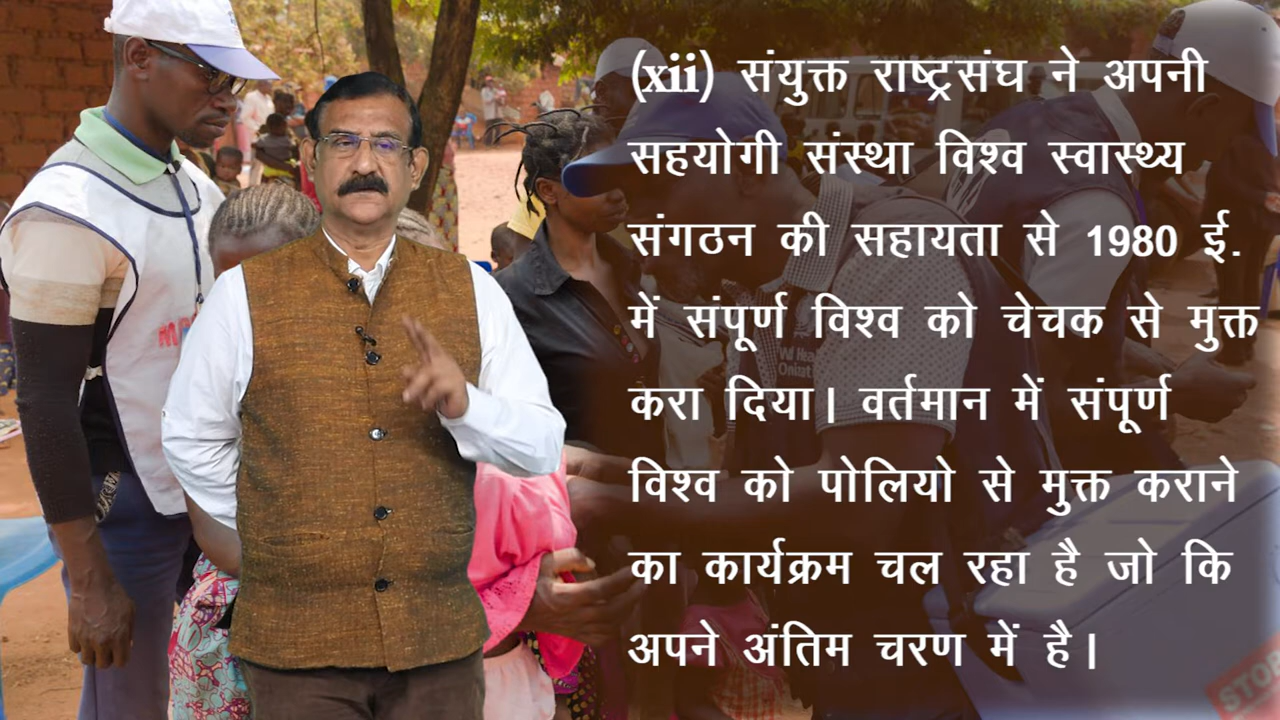 (xii) संयुक्त राष्ट्रसंघ ने अपनी
सहयोगी संस्था विश्व स्वास्थ्य
संगठन की सहायता से 1980 ई.
में संपूर्ण विश्व को चेचक से मुक्त
करा दिया। वर्तमान में संपूर्ण
विश्व को पोलियो से मुक्त कराने
का कार्यक्रम चल रहा है जो कि
अपने अंतिम चरण में है।
STOP